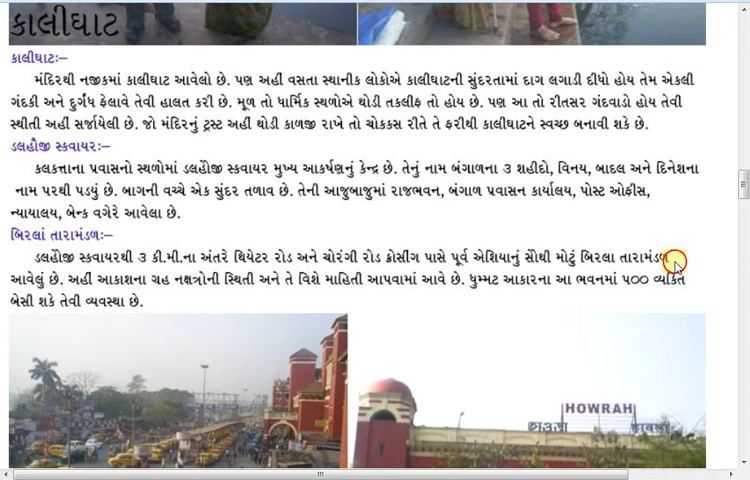 કાલીઘાટ
કાલીઘાટઃ–
મંદિરથી નજીકમાં કાલીઘાટ આવેલો છે. પણ અહીં વસતા સ્થાનીક લોકોએ કાલીઘાટની સુંદરતામાં દાગ લગાડી દીધો હોય તેમ એકલી
ગંદકી અને દુર્ગંધ ફેલાવે તેવી હાલત કરી છે. મૂળ તો ધાર્મિક સ્થળોએ થોડી તકલીફ તો હોય છે. પણ આ તો રીતસર ગંદવાડો હોય તેવી
સ્થીતી અહીં સર્જાયેલી છે. જો મંદિરનું ટ્રસ્ટ અહીં થોડી કાળજી રાખે તો ચોકકસ રીતે તે ફરીથી કાલીઘાટને સ્વચ્છ બનાવી શકે છે.
ડલહૌજી સ્કવાયરઃ–
કલકત્તાના પ્રવાસનો સ્થળોમાં ડલહૌજી સ્કવાયર મુખ્ય આકર્ષણનું કેન્દ્ર છે. તેનું નામ બંગાળના ૩ શહીદો, વિનય, બાદલ અને દિનેશના
નામ પરથી પડયું છે. બાગની વચ્ચે એક સુંદર તળાવ છે. તેની આજુબાજુમાં રાજભવન, બંગાળ પ્રવાસન કાર્યાલય, પોસ્ટ ઓફીસ,
ન્યાયાલય, બેન્ક વગેરે આવેલા છે.
બિરલાં તારામંડળઃ–
ડલહૌજી સ્કવાયરથી ૩ કી.મી.ના અંતરે થિયેટર રોડ અને ચોરંગી રોડ ક્રોસીંગ પાસે પૂર્વ એશિયાનું સૌથી મોટું બિરલા તારામંડળ
આવેલું છે. અહીં આકાશના ગ્રહ નક્ષત્રોની સ્થિતી અને તે વિશે માહિતી આપવામાં આવે છે. ધુમ્મટ આકારના આ ભવનમાં ૫૦૦ વ્યકિત
બેસી શકે તેવી વ્યવસ્થા છે.
HOWRAH
হাওড়া हावड़ा